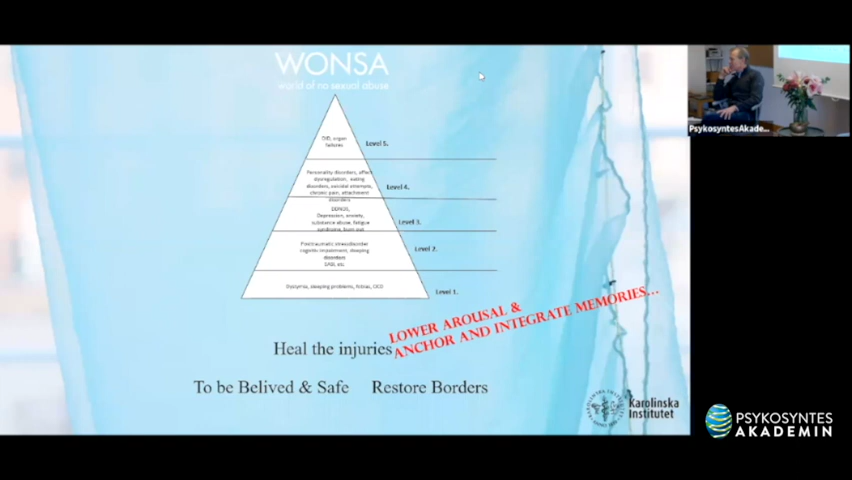 WONSA
world of no sexual abuse
DID, organ
failures
Level 5.
Personality disorders, affect
dysregulation, eating
disorders, suicidal attempts,
chronic pain, attachment
disorders
Level 4.
Depression, anxiety,
substance abuse, fatigue
syndrome, burn out
Level 3.
Posttraumatic stressdisorder
cognitive impairment, sleeping
disorders
Level 2.
Dystymia, sleeping problems, fobias, OCD
Level 1.
LOWER AROUSAL &
ANCHOR AND INTEGRATE MEMORIES...
Heal the injuries
To be Belived & Safe Restore Borders
Karolinska
Institutet
PsykosyntesAkade...
PSYKOSYNTES
AKADEMIN